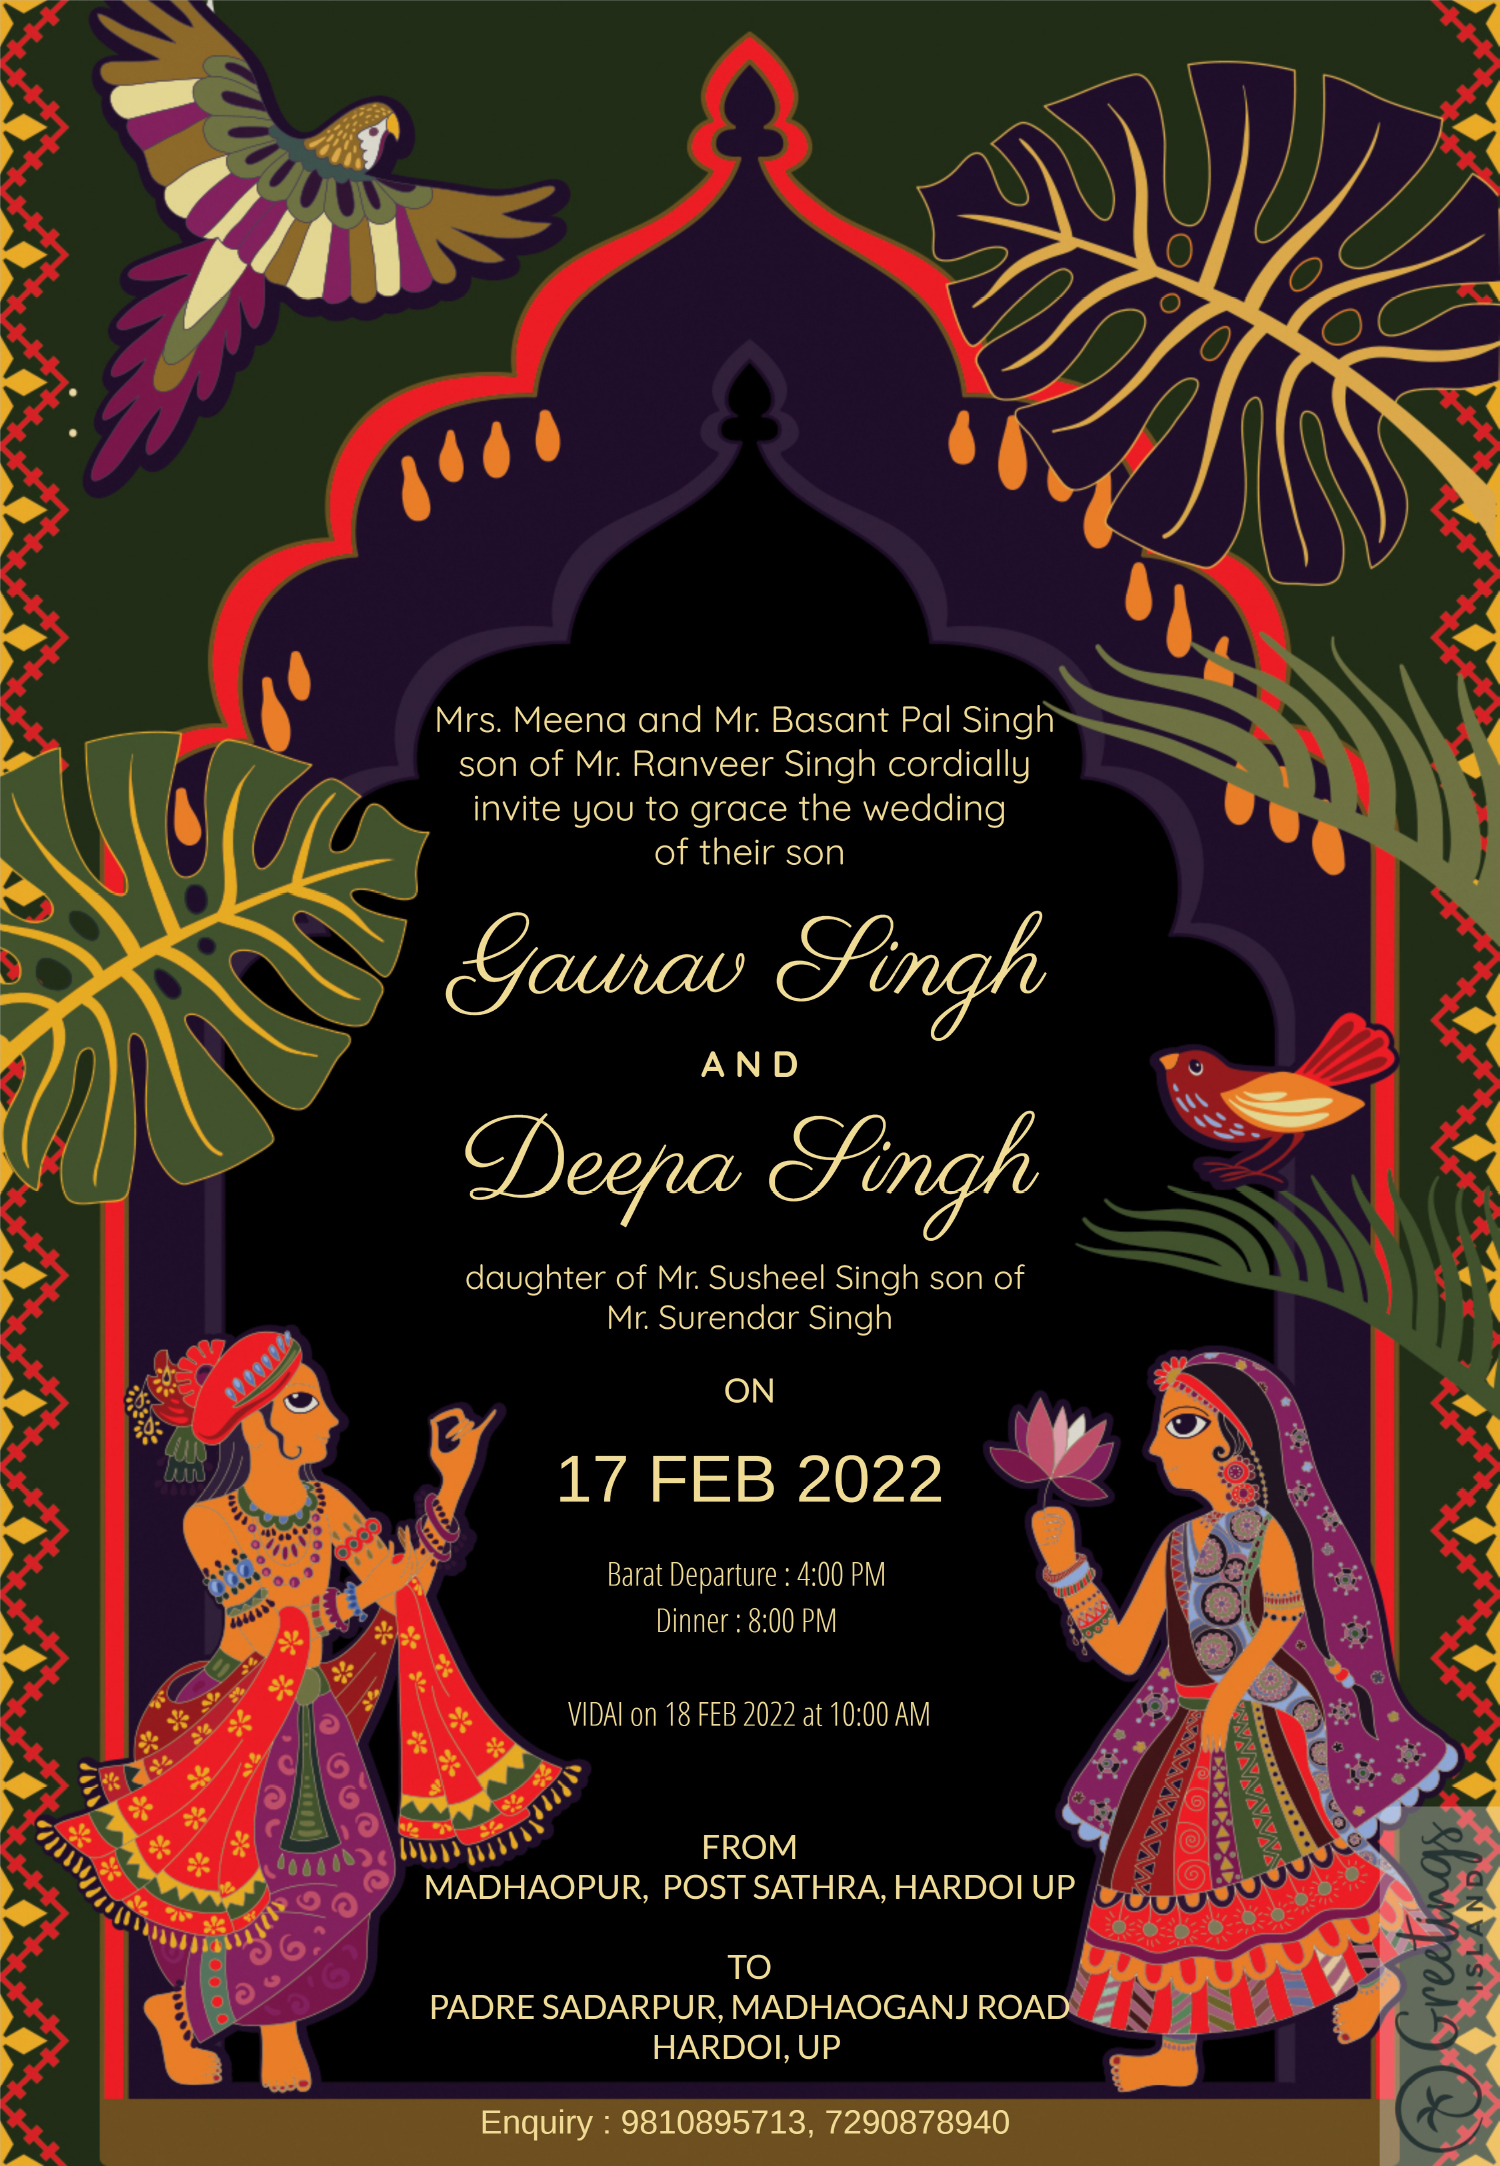 Mrs. Meena and Mr. Basant Pal Singh
son of Mr. Ranveer Singh cordially
invite you to grace the wedding
of their son
Gaurav Singh
AND
Deepa Singh
daughter of Mr. Susheel Singh son of
Mr. Surendar Singh
ON
17 FEB 2022
Barat Departure : 4:00 PM
Dinner : 8:00 PM
VIDAI on 18 FEB 2022 at 10:00 AM
FROM
MADHAOPUR, POST SATHRA, HARDOI UP
TO
PADRE SADARPUR, MADHAOGANJ ROAD
HARDOI, UP
Enquiry : 9810895713, 7290878940
Greetings
ISLAND